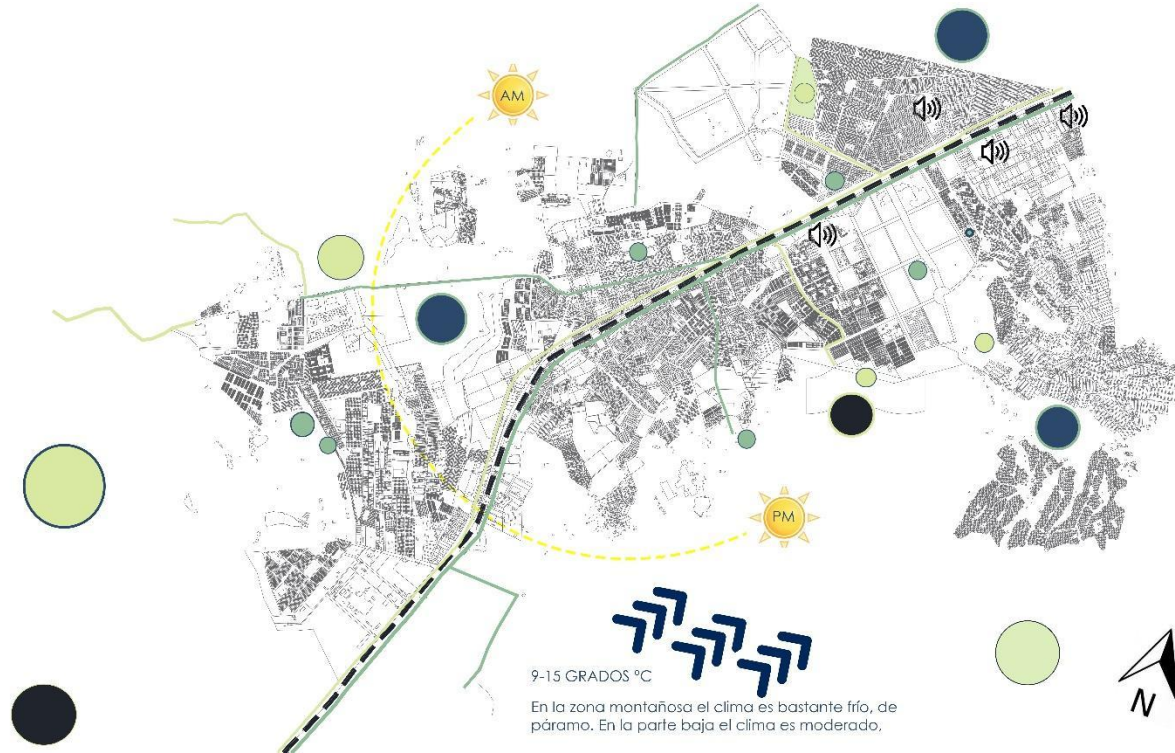 AM
PM
9-15 GRADOS °C
En la zona montañosa el clima es bastante frío, de
páramo. En la parte baja el clima es moderado,
N